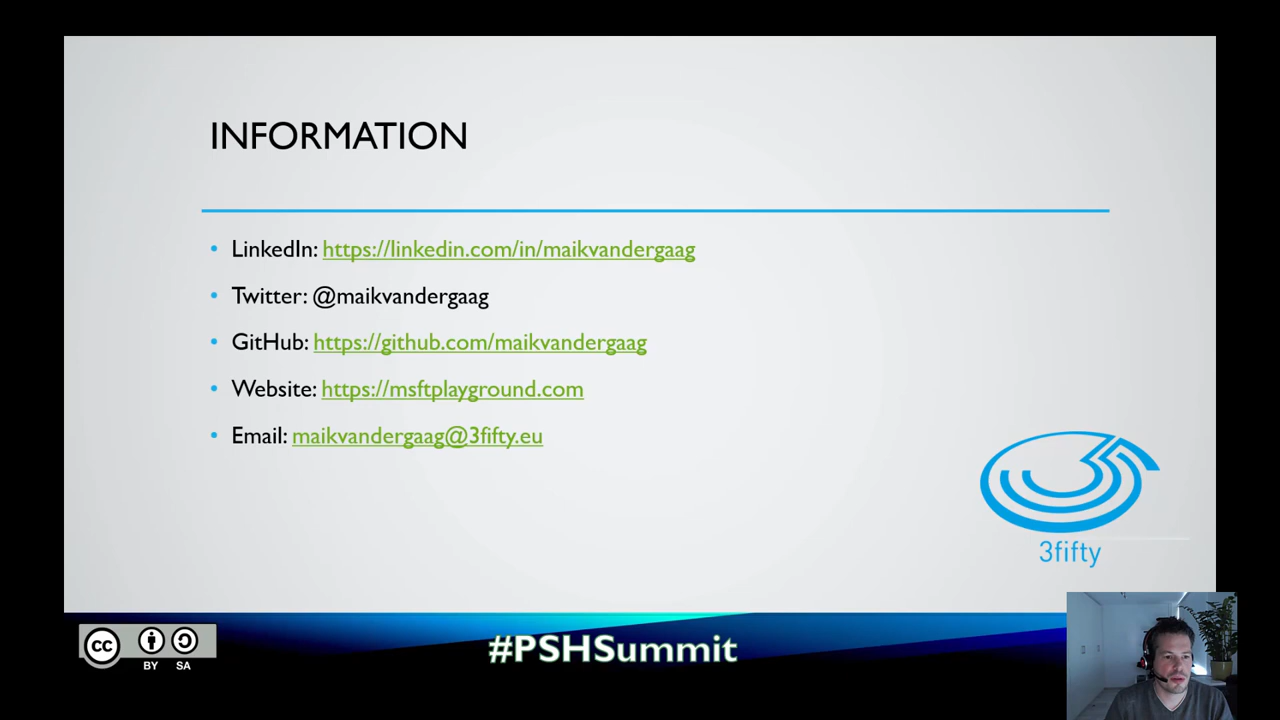 INFORMATION
• LinkedIn: https://linkedin.com/in/maikvandergaag
• Twitter: @maikvandergaag
• GitHub: https://github.com/maikvandergaag
• Website: https://msftplayground.com
• Email: maikvandergaag@3fifty.eu
3fifty
cc
BY SA
#PSHSummit